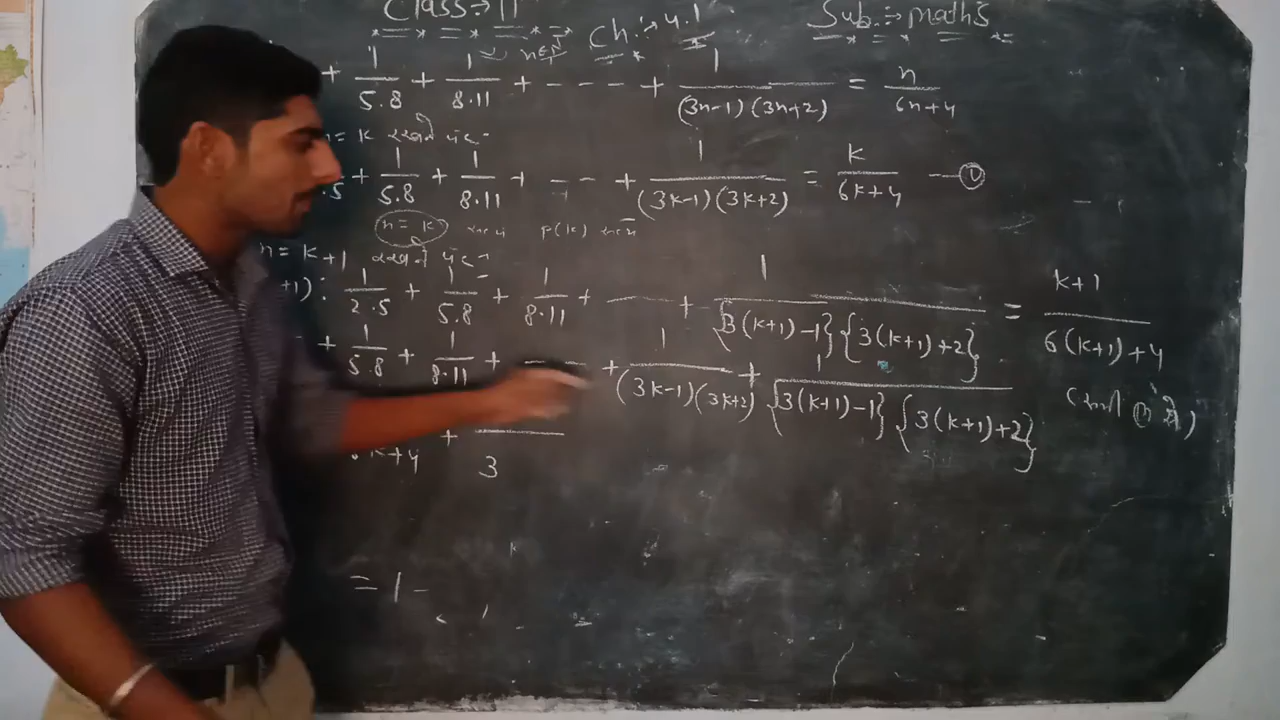 Class:- 11
Ch:- 4.1
Sub.:- maths
n∈N
+ 1/5.8 + 1/8.11 + - - - - + 1/(3n-1)(3n+2) = n/6n+4
n= k रखने पर:-
.5 + 1/5.8 + 1/8.11 + - - - + 1/(3k-1)(3k+2) = k/6k+4 —①
n = k सत्य P(k) सत्य
n = k+1 रखने पर:-
+1): 1/2.5 + 1/5.8 + 1/8.11 + ---- + 1/{3(k+1)-1}{3(k+1)+2} = k+1/6(k+1)+4
+ 1/5.8 + 1/8.11 + ---- + 1/(3k-1)(3k+2) + 1/{3(k+1)-1}{3(k+1)+2}
k+4 + —/3
= 1 -